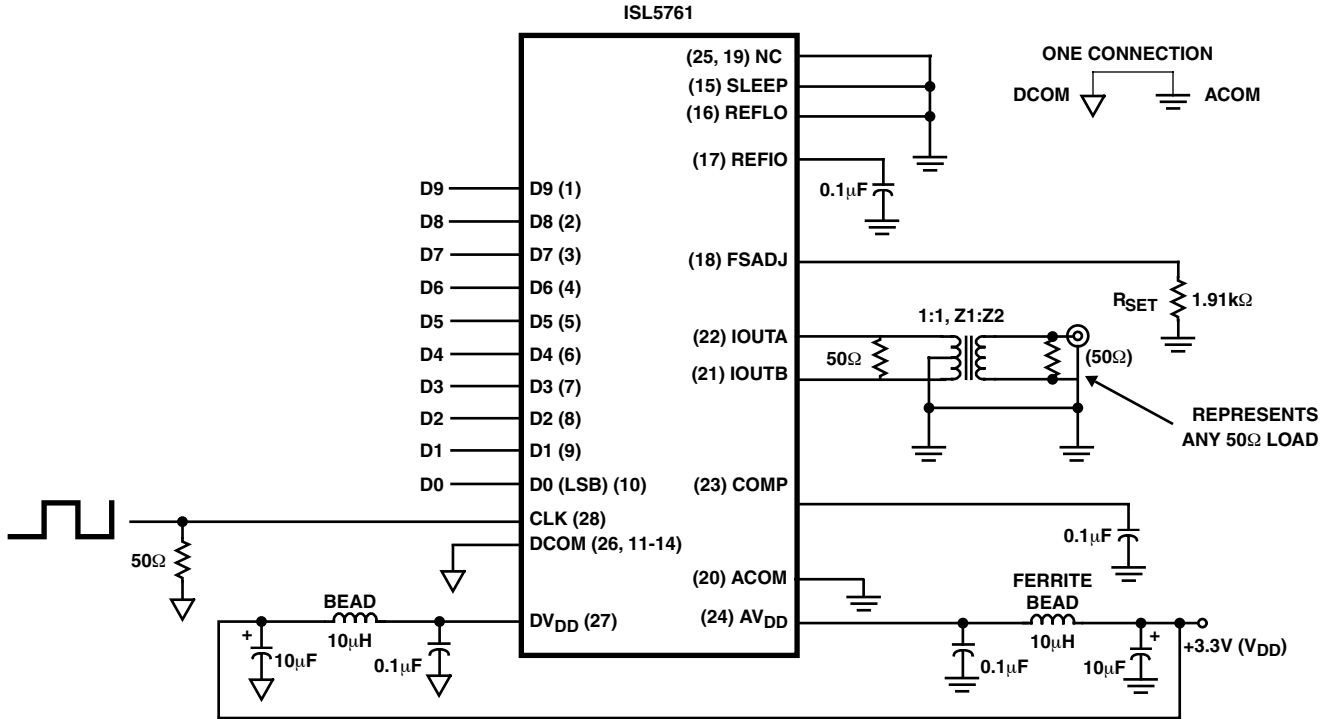 ISL5761
(25, 19) NC
(15) SLEEP
(16) REFLO
(17) REFIO
0.1µF
ONE CONNECTION
DCOM
ACOM
D9
D9 (1)
D8
D8 (2)
D7
D7 (3)
D6
D6 (4)
D5
D5 (5)
D4
D4 (6)
D3
D3 (7)
D2
D2 (8)
D1
D1 (9)
D0
D0 (LSB) (10)
CLK (28)
50Ω
DCOM (26, 11-14)
DVDD (27)
BEAD
10µH
+
10µF
0.1µF
(18) FSADJ
RSET
1.91kΩ
(22) IOUTA
(21) IOUTB
50Ω
1:1, Z1:Z2
(50Ω)
REPRESENTS
ANY 50Ω LOAD
(23) COMP
0.1µF
(20) ACOM
(24) AVDD
FERRITE
BEAD
10µH
0.1µF
10µF
+
+3.3V (VDD)